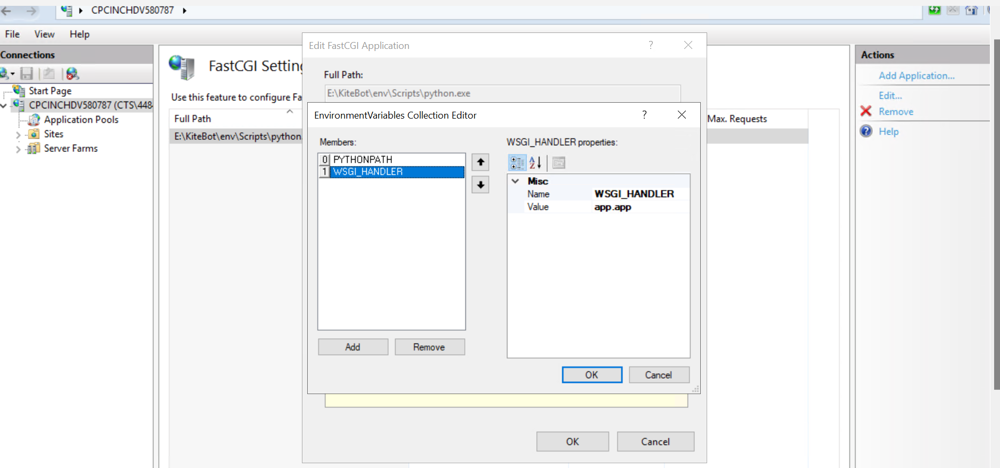 CPCINCHDV580787
File View Help
Connections
Start Page
CPCINCHDV580787 (CTS\448
Application Pools
Sites
Server Farms
FastCGI Setting
Use this feature to configure Fa
Full Path
E:\KiteBot\env\Scripts\python.
Max. Requests
Edit FastCGI Application ?
Full Path:
E:\KiteBot\env\Scripts\python.exe
EnvironmentVariables Collection Editor ?
Members:
0 PYTHONPATH
1 WSGI_HANDLER
Add Remove
WSGI_HANDLER properties:
Misc
Name WSGI_HANDLER
Value app.app
OK Cancel
OK Cancel
Actions
Add Application...
Edit...
Remove
Help